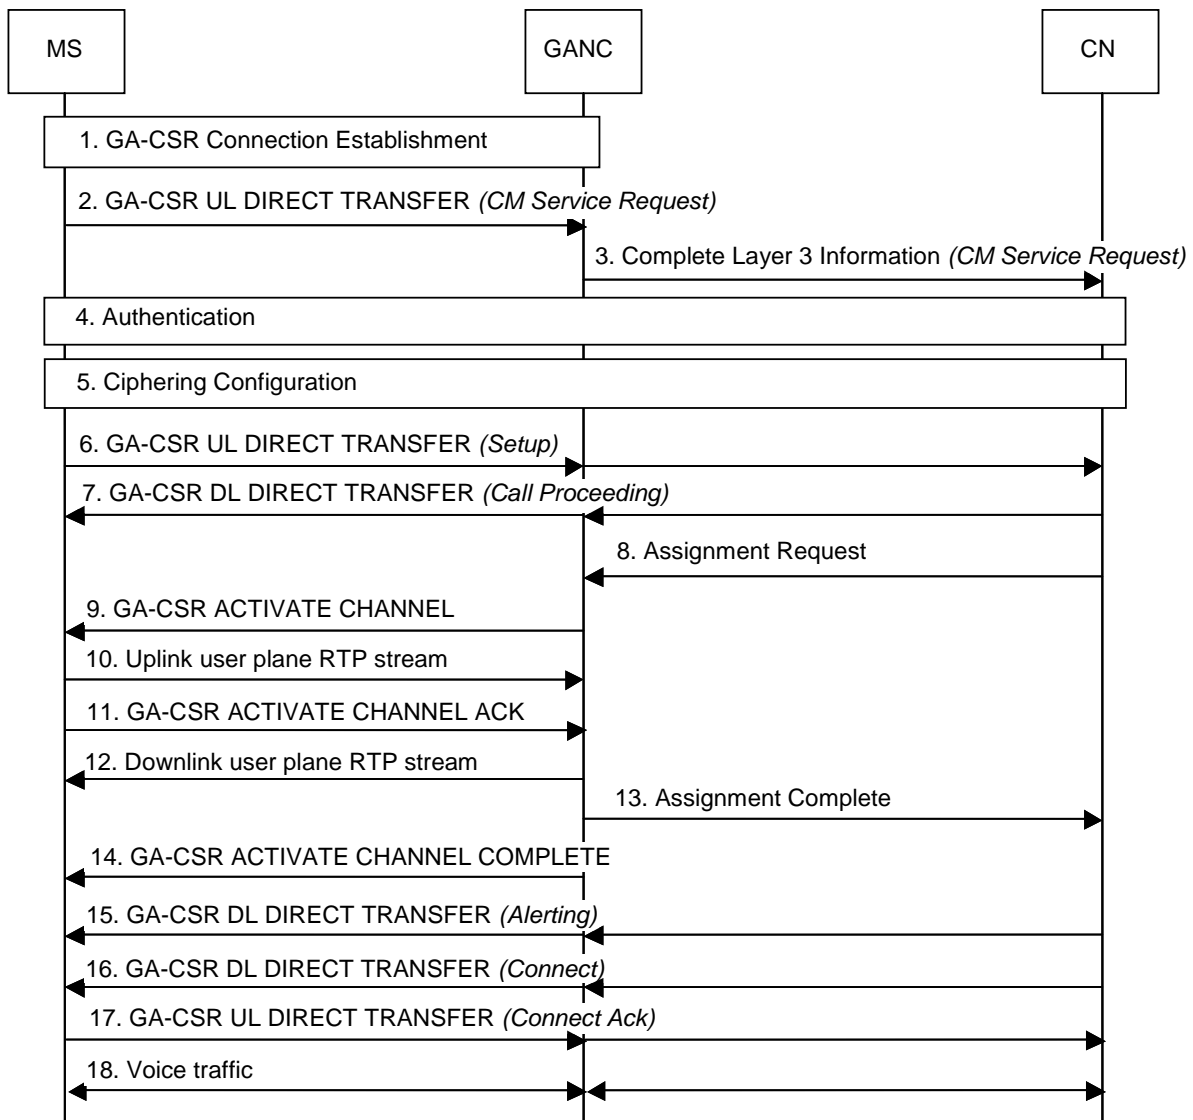 MS
GANC
CN
1. GA-CSR Connection Establishment
2. GA-CSR UL DIRECT TRANSFER (CM Service Request)
3. Complete Layer 3 Information (CM Service Request)
4. Authentication
5. Ciphering Configuration
6. GA-CSR UL DIRECT TRANSFER (Setup)
7. GA-CSR DL DIRECT TRANSFER (Call Proceeding)
8. Assignment Request
9. GA-CSR ACTIVATE CHANNEL
10. Uplink user plane RTP stream
11. GA-CSR ACTIVATE CHANNEL ACK
12. Downlink user plane RTP stream
13. Assignment Complete
14. GA-CSR ACTIVATE CHANNEL COMPLETE
15. GA-CSR DL DIRECT TRANSFER (Alerting)
16. GA-CSR DL DIRECT TRANSFER (Connect)
17. GA-CSR UL DIRECT TRANSFER (Connect Ack)
18. Voice traffic